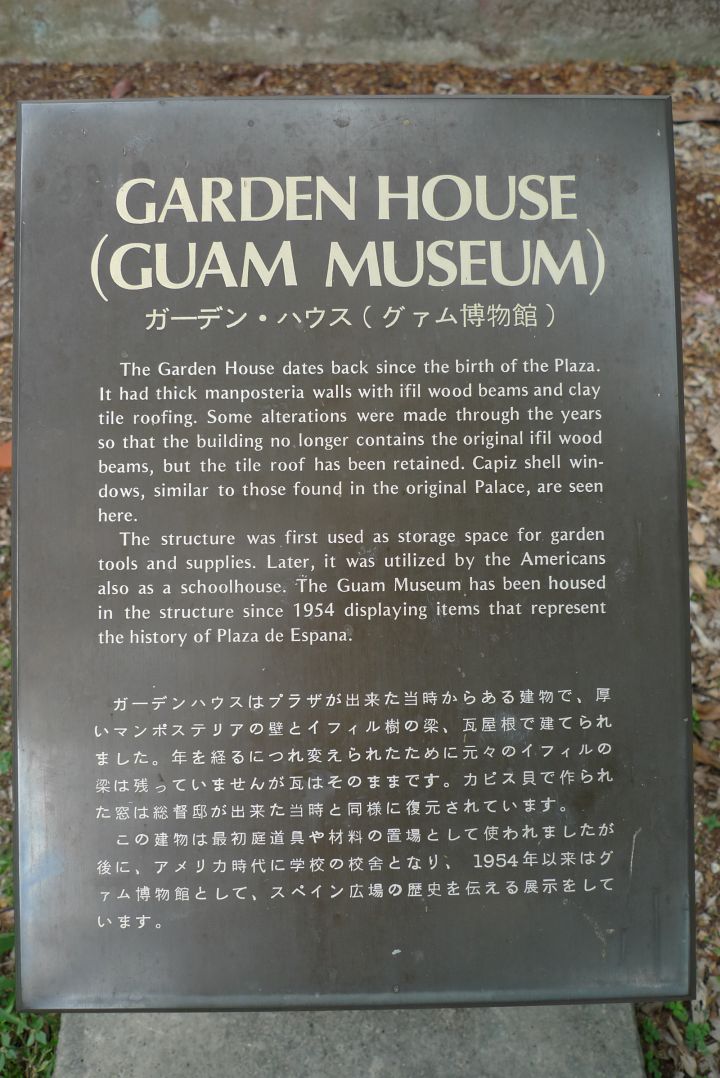 GARDEN HOUSE
(GUAM MUSEUM)
ガーデン・ハウス(グァム博物館)
The Garden House dates back since the birth of the Plaza.
It had thick manposteria walls with ifil wood beams and clay
tile roofing. Some alterations were made through the years
so that the building no longer contains the original ifil wood
beams, but the tile roof has been retained. Capiz shell win-
dows, similar to those found in the original Palace, are seen
here.
The structure was first used as storage space for garden
tools and supplies. Later, it was utilized by the Americans
also as a schoolhouse. The Guam Museum has been housed
in the structure since 1954 displaying items that represent
the history of Plaza de Espana.
ガーデンハウスはプラザが出来た当時からある建物で、厚
いマンポステリアの壁とイフィル樹の梁、瓦屋根で建てられ
ました。年を経るにつれ変えられたために元々のイフィルの
梁は残っていませんが瓦はそのままです。カピス貝で作られ
た窓は総督邸が出来た当時と同様に復元されています。
この建物は最初庭道具や材料の置場として使われましたが
後に、アメリカ時代に学校の校舎となり、1954年以来はグ
ァム博物館として、スペイン広場の歴史を伝える展示をして
います。